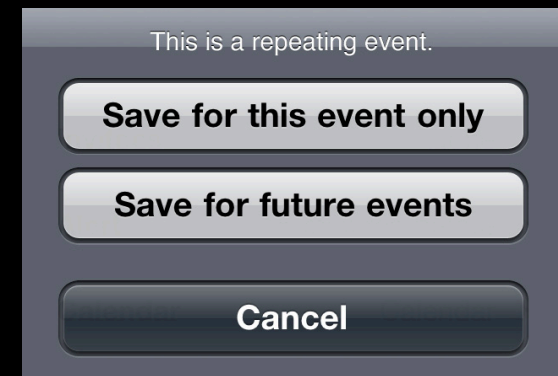 This is a repeating event.
Save for this event only
Save for future events
Cancel